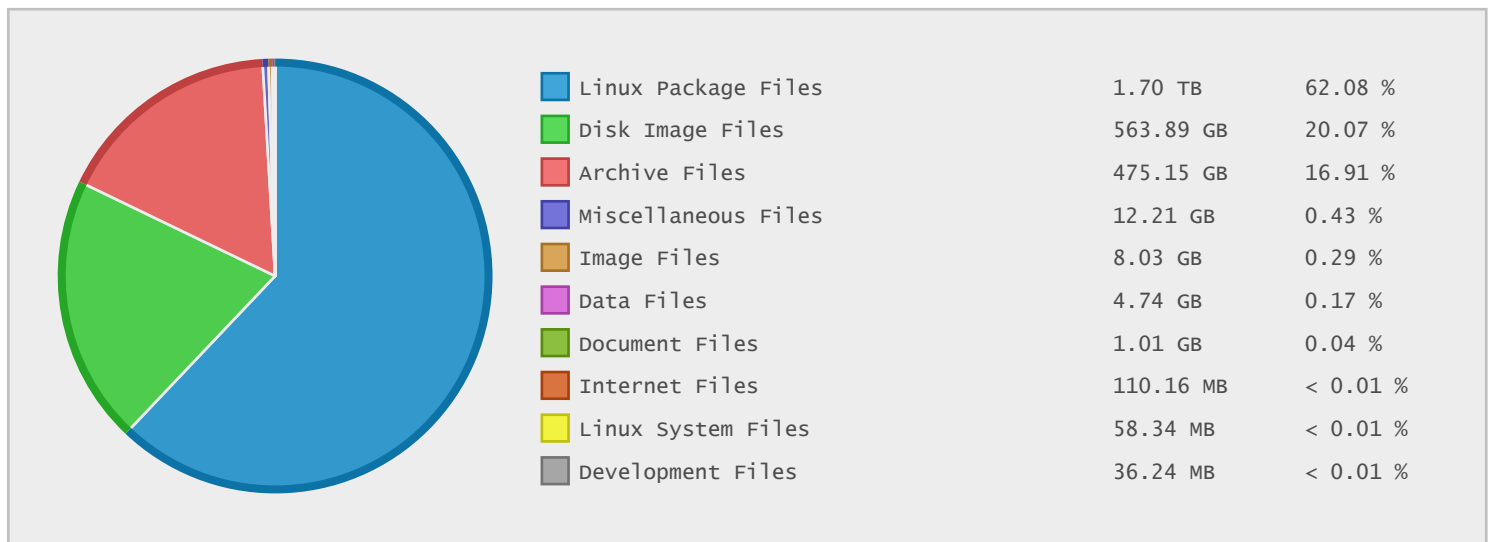 Linux Package Files 1.70 TB 62.08 %
Disk Image Files 563.89 GB 20.07 %
Archive Files 475.15 GB 16.91 %
Miscellaneous Files 12.21 GB 0.43 %
Image Files 8.03 GB 0.29 %
Data Files 4.74 GB 0.17 %
Document Files 1.01 GB 0.04 %
Internet Files 110.16 MB < 0.01 %
Linux System Files 58.34 MB < 0.01 %
Development Files 36.24 MB < 0.01 %